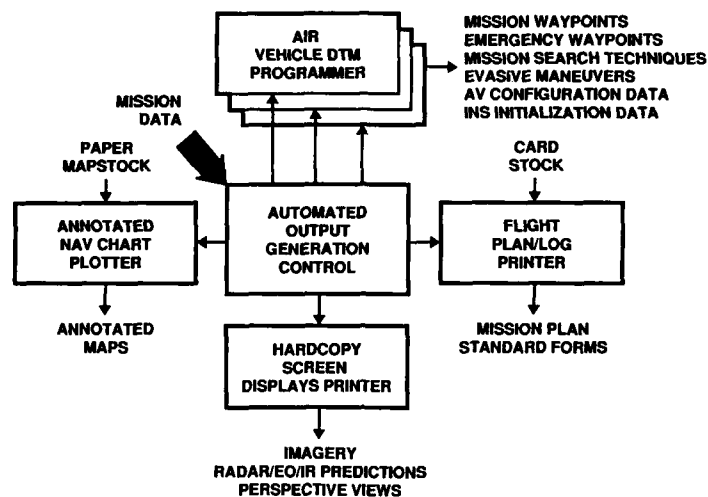 AIR
VEHICLE DTM
PROGRAMMER
MISSION WAYPOINTS
EMERGENCY WAYPOINTS
MISSION SEARCH TECHNIQUES
EVASIVE MANEUVERS
AV CONFIGURATION DATA
INS INITIALIZATION DATA
MISSION
DATA
PAPER
MAPSTOCK
CARD
STOCK
ANNOTATED
NAV CHART
PLOTTER
AUTOMATED
OUTPUT
GENERATION
CONTROL
FLIGHT
PLAN/LOG
PRINTER
ANNOTATED
MAPS
MISSION PLAN
STANDARD FORMS
HARDCOPY
SCREEN
DISPLAYS PRINTER
IMAGERY
RADAR/EO/IR PREDICTIONS
PERSPECTIVE VIEWS